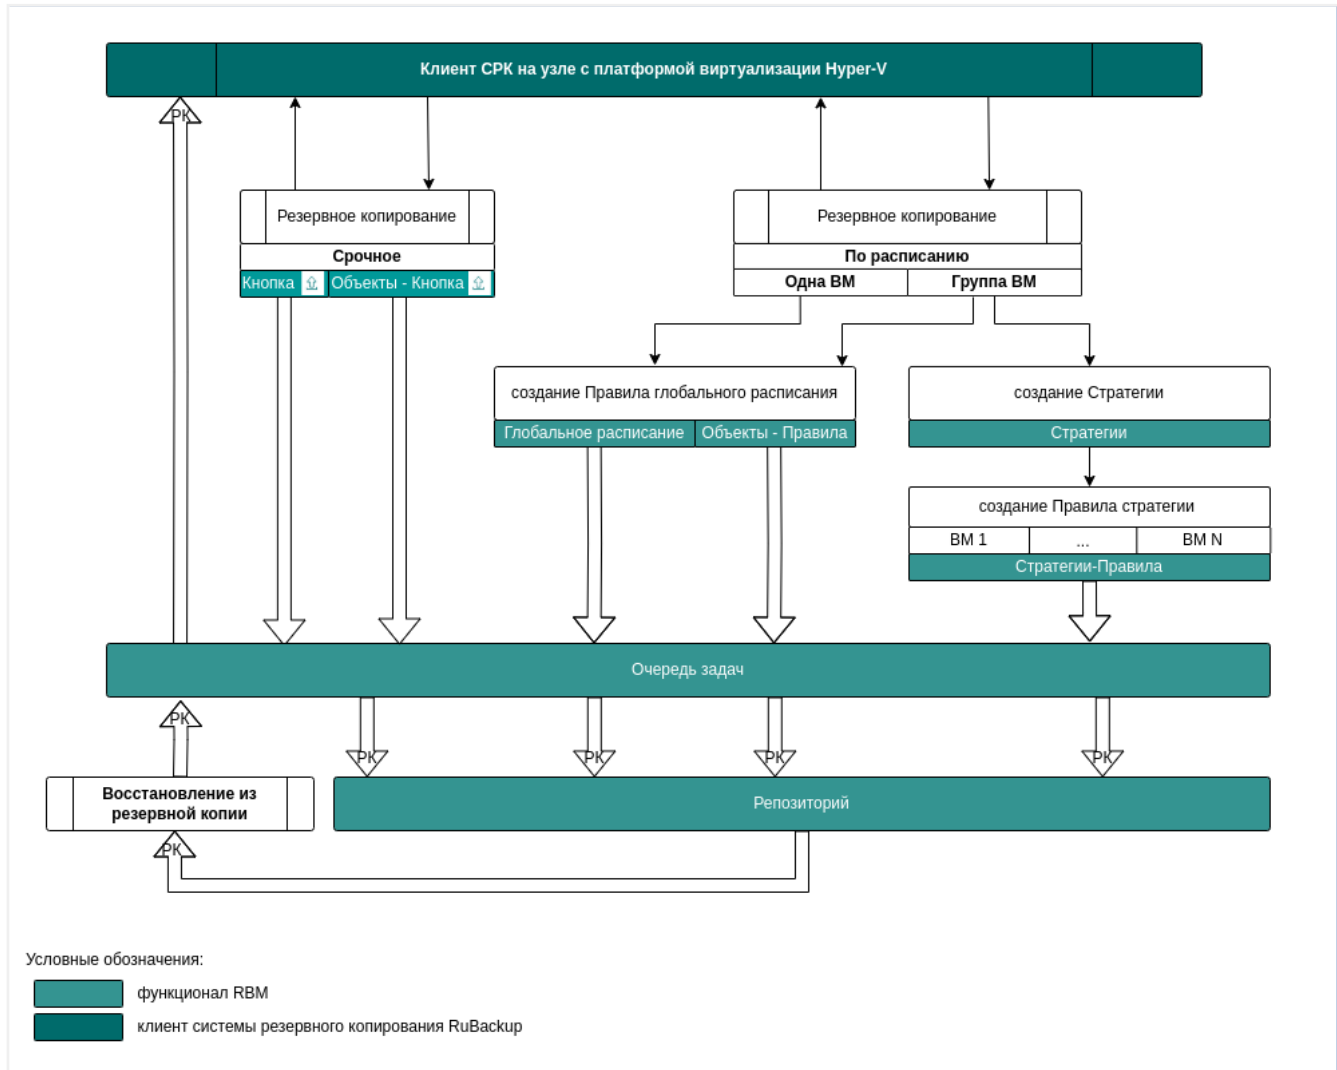 Клиент СРК на узле с платформой виртуализации Hyper-V
РК
Резервное копирование
Срочное
Кнопка
Объекты - Кнопка
Резервное копирование
По расписанию
Одна ВМ
Группа ВМ
создание Правила глобального расписания
Глобальное расписание
Объекты - Правила
создание Стратегии
Стратегии
создание Правила стратегии
ВМ 1
...
ВМ N
Стратегии-Правила
Очередь задач
РК
РК
РК
РК
РК
Восстановление из
резервной копии
Репозиторий
РК
Условные обозначения:
функционал RBM
клиент системы резервного копирования RuBackup